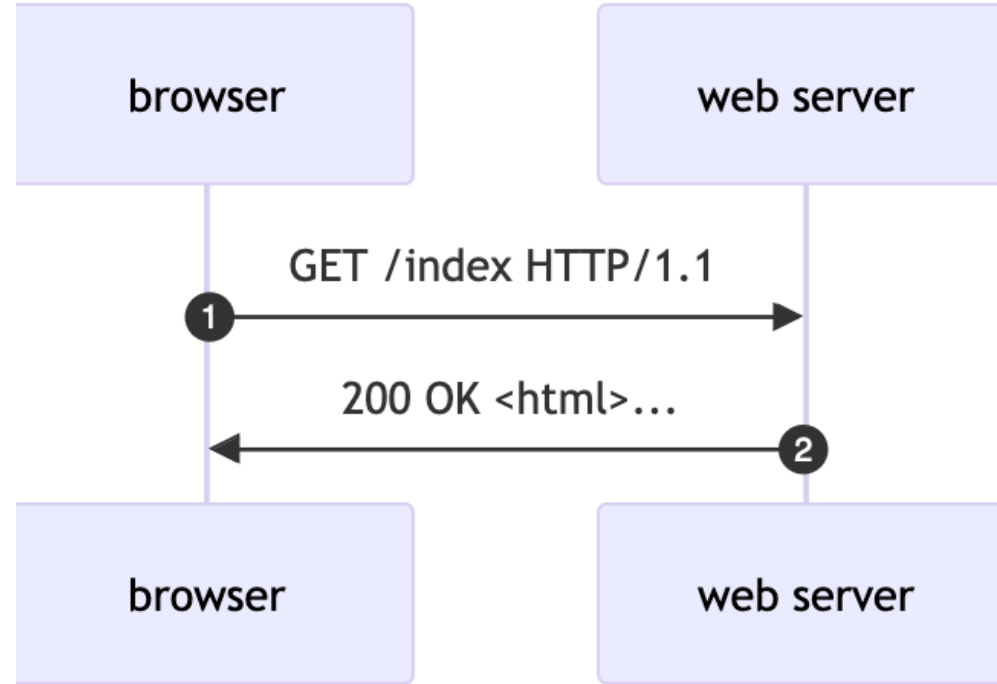 browser
web server
GET /index HTTP/1.1
1
200 OK <html>...
2
browser
web server